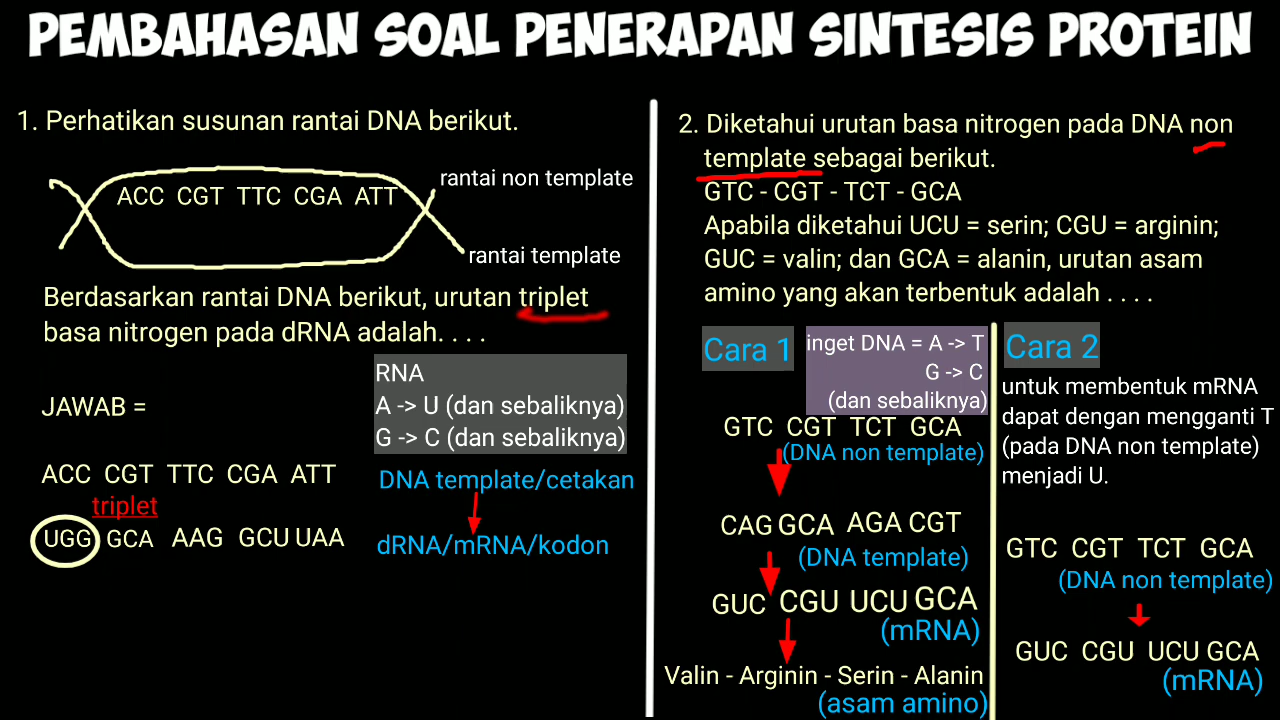 PEMBAHASAN SOAL PENERAPAN SINTESIS PROTEIN
1. Perhatikan susunan rantai DNA berikut.
ACC CGT TTC CGA ATT
rantai non template
rantai template
Berdasarkan rantai DNA berikut, urutan triplet
basa nitrogen pada dRNA adalah. . . .
JAWAB =
RNA
A -> U (dan sebaliknya)
G -> C (dan sebaliknya)
ACC CGT TTC CGA ATT
DNA template/cetakan
triplet
UGG GCA AAG GCU UAA
dRNA/mRNA/kodon
2. Diketahui urutan basa nitrogen pada DNA non
template sebagai berikut.
GTC - CGT - TCT - GCA
Apabila diketahui UCU = serin; CGU = arginin;
GUC = valin; dan GCA = alanin, urutan asam
amino yang akan terbentuk adalah . . . .
Cara 1
inget DNA = A -> T
G -> C
(dan sebaliknya)
GTC CGT TCT GCA
(DNA non template)
CAG GCA AGA CGT
(DNA template)
GUC CGU UCU GCA
(mRNA)
Valin - Arginin - Serin - Alanin
(asam amino)
Cara 2
untuk membentuk mRNA
dapat dengan mengganti T
(pada DNA non template)
menjadi U.
GTC CGT TCT GCA
(DNA non template)
GUC CGU UCU GCA
(mRNA)